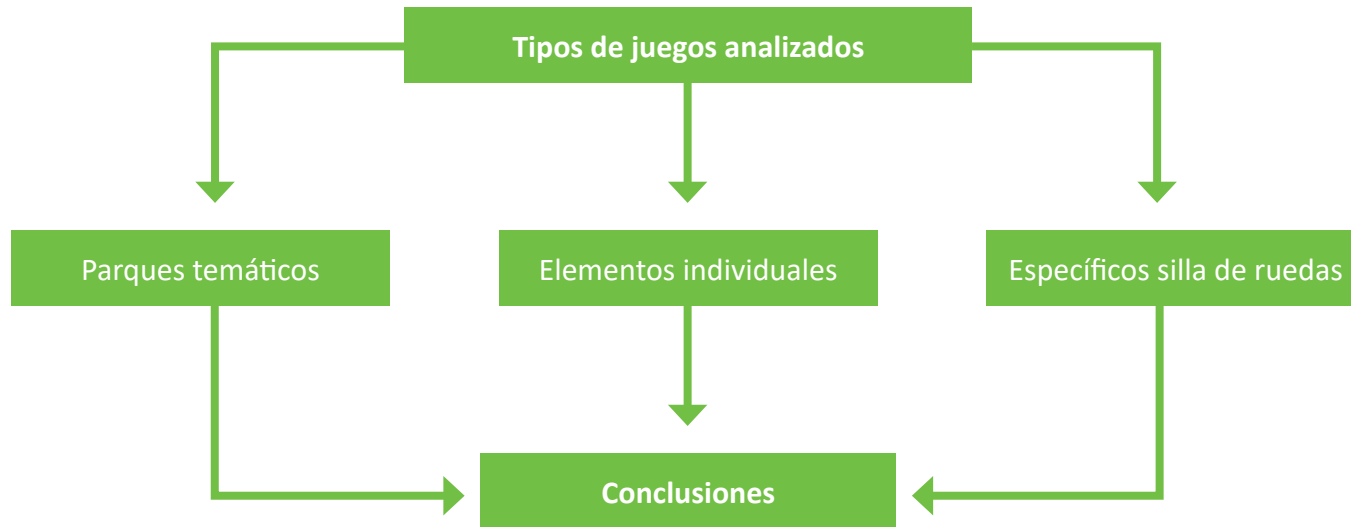 Tipos de juegos analizados
Parques temáticos
Elementos individuales
Específicos silla de ruedas
Conclusiones